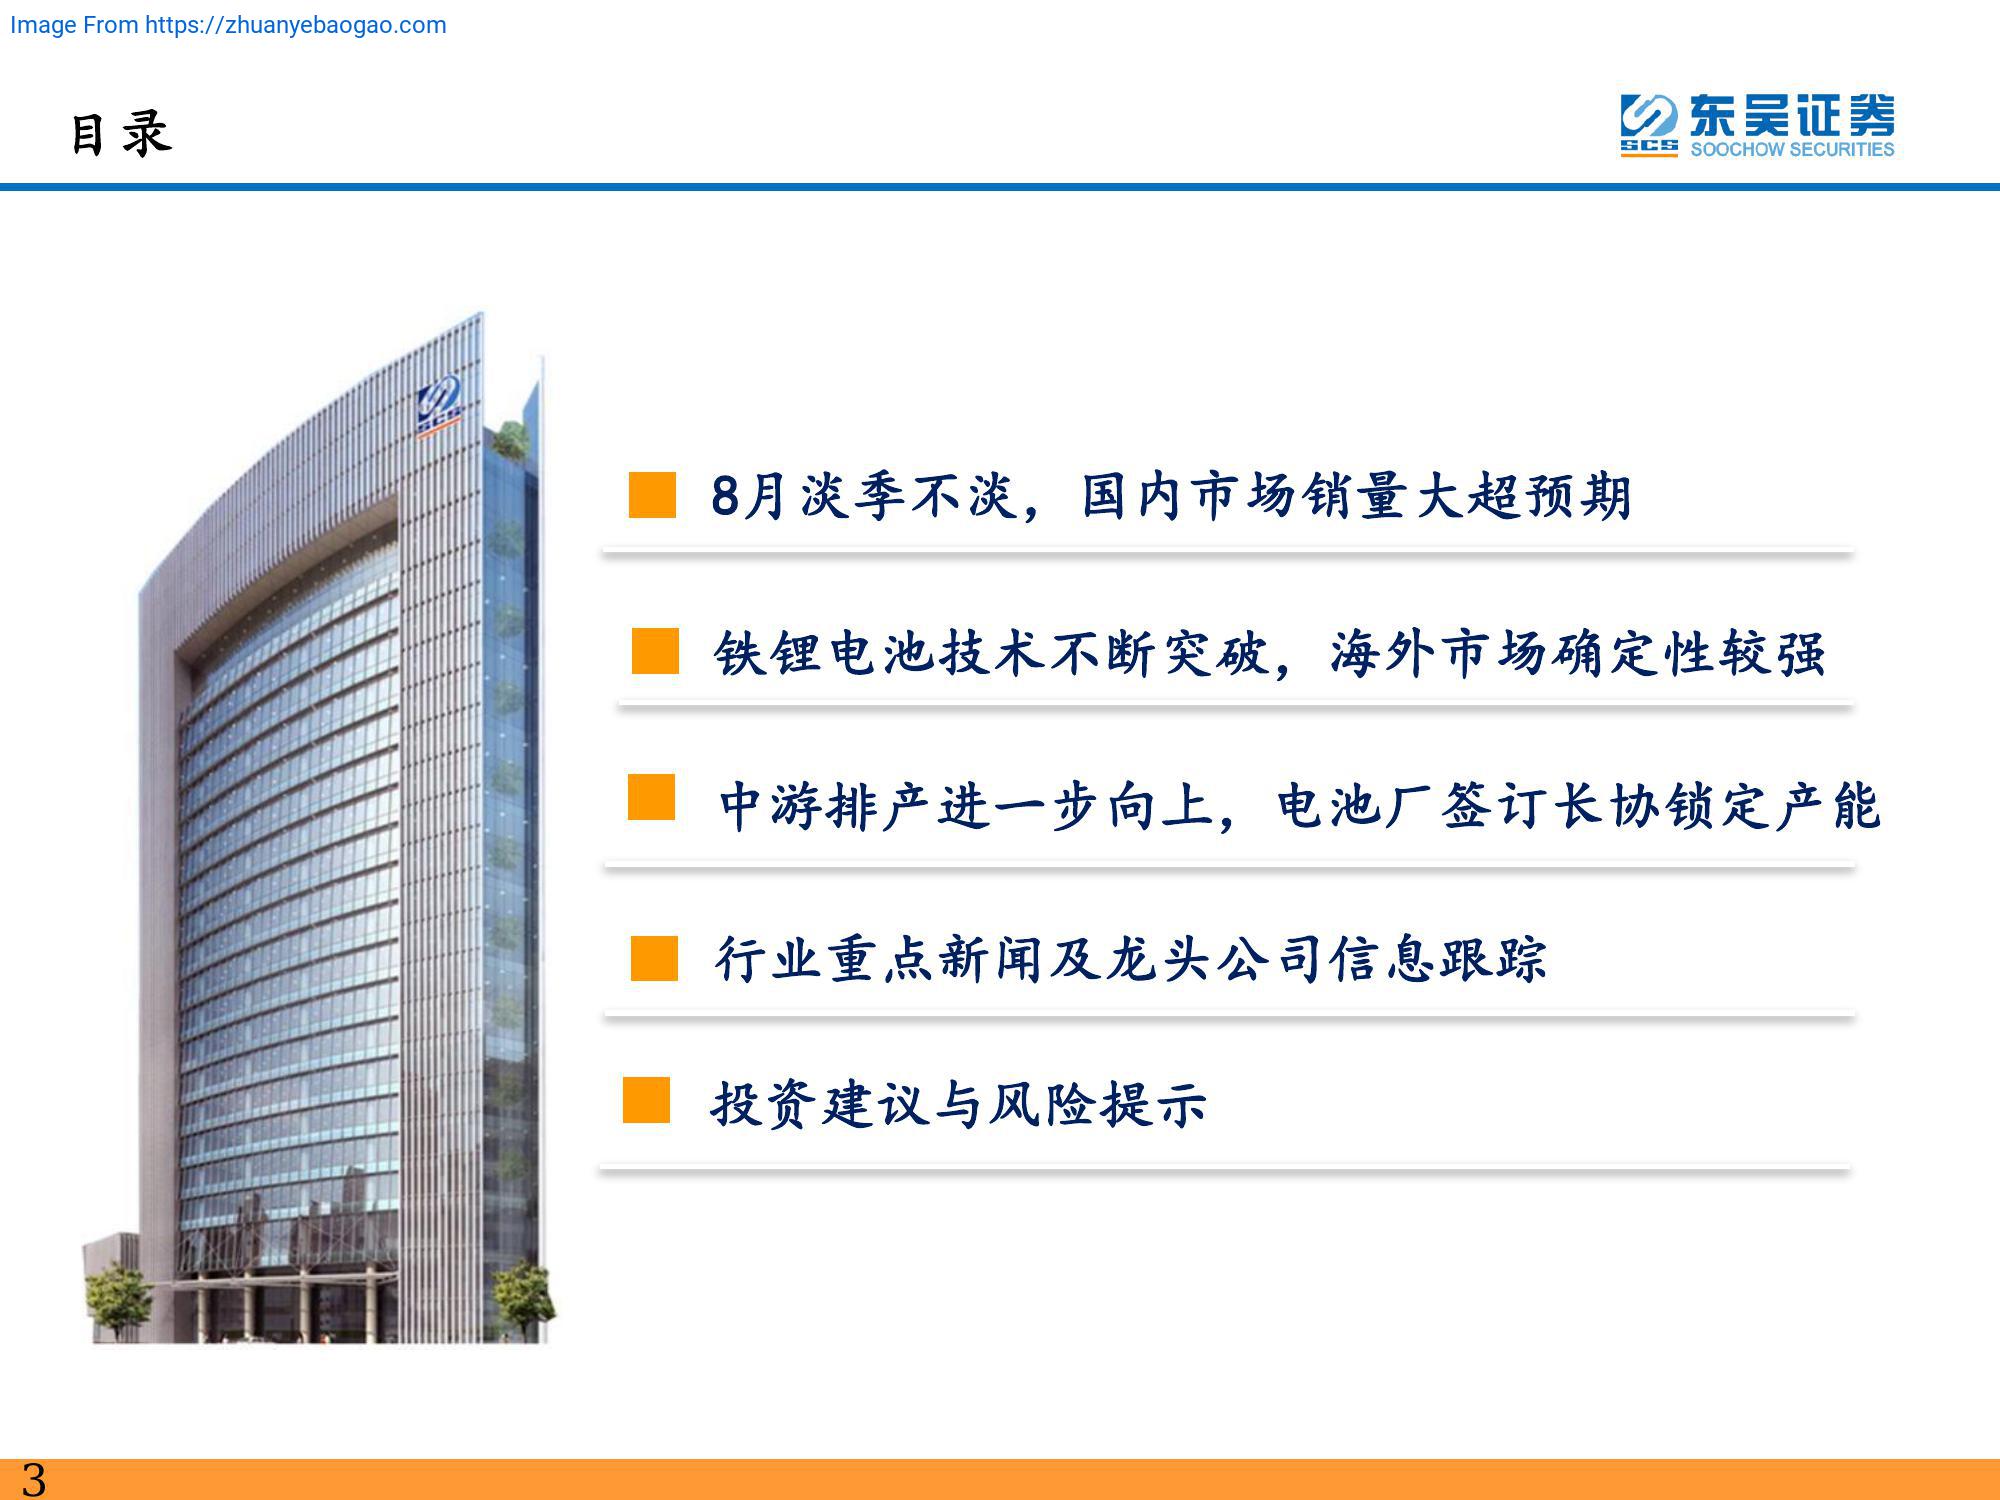 Image From https://zhuanyebaogao.com
目录
东吴证券
SCS
SOOCHOW SECURITIES
SCS
8月淡季不淡，国内市场销量大超预期
铁锂电池技术不断突破，海外市场确定性较强
中游排产进一步向上，电池厂签订长协锁定产能
行业重点新闻及龙头公司信息跟踪
投资建议与风险提示
3